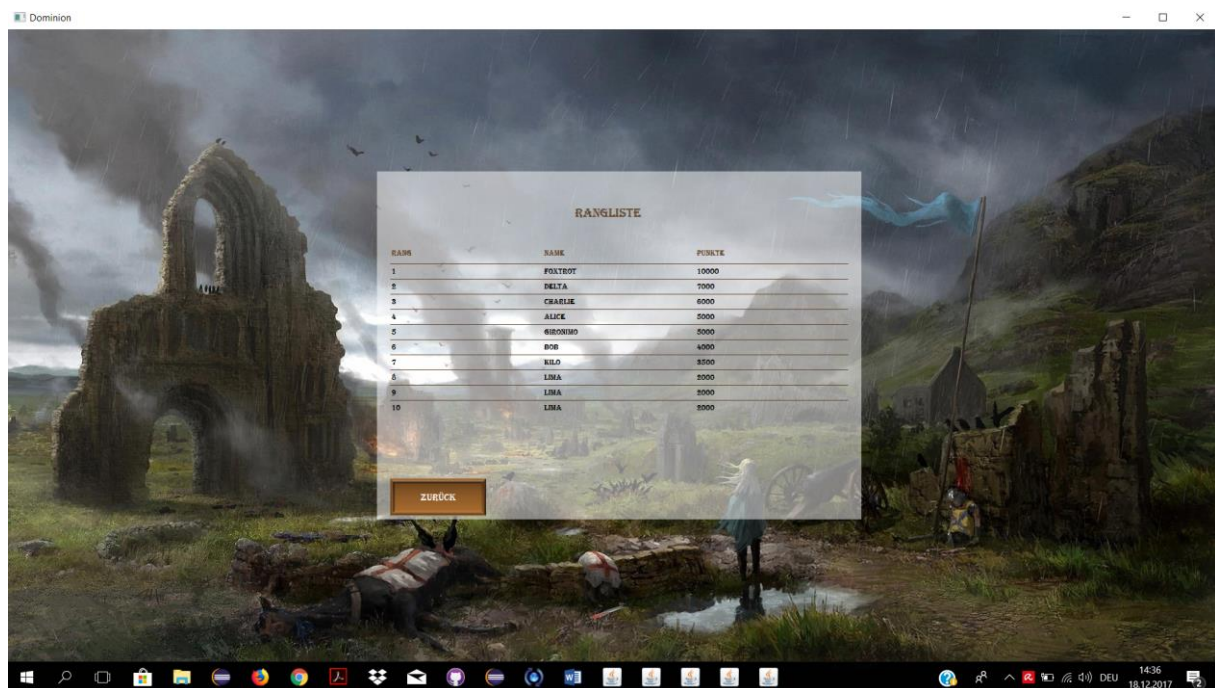 Dominion
RANGLISTE
RANG NAME PUNKTE
1 FOXTROT 10000
2 DELTA 7000
3 CHARLIE 6000
4 ALICE 5000
5 GIRONIMO 5000
6 BOB 4000
7 KILO 2500
8 LIMA 2000
9 LIMA 2000
10 LIMA 2000
ZURÜCK
DEU
14:36
18.12.2017
2